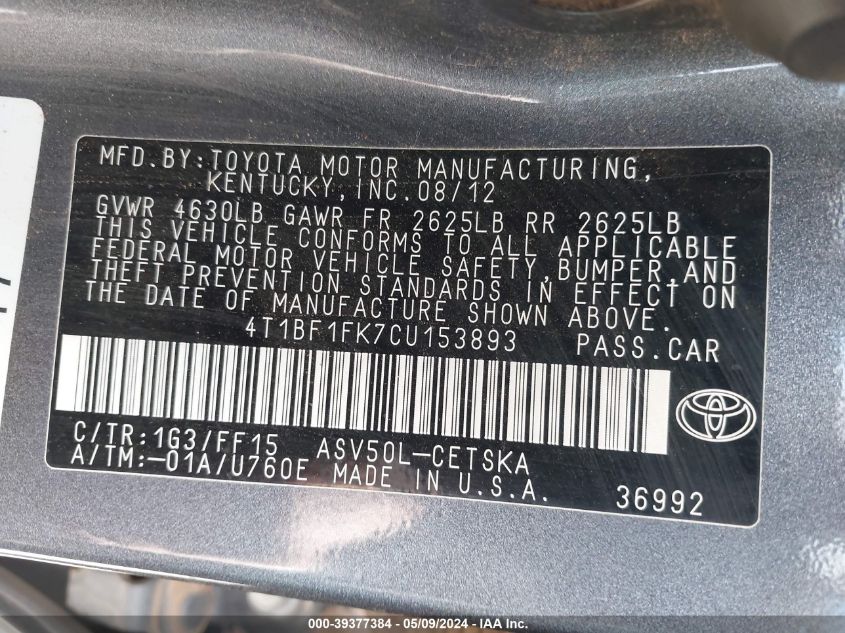 MFD.BY:TOYOTA MOTOR MANUFACTURING,
KENTUCKY,INC.08/12
GVWR 4630LB GAWR FR 2625LB RR 2625LB
THIS VEHICLE CONFORMS TO ALL APPLICABLE
FEDERAL MOTOR VEHICLE SAFETY,BUMPER,AND
THEFT PREVENTION STANDARDS IN EFFECT ON
THE DATE OF MANUFACTURE SHOWN ABOVE.
4T1BF1FK7CU153893 PASS.CAR
C/TR:1G3/FF15 ASV50L-CETSKA
A/TM:-01A/U760E MADE IN U.S.A.
36992
000-39377384 - 05/09/2024 - IAA, Inc.